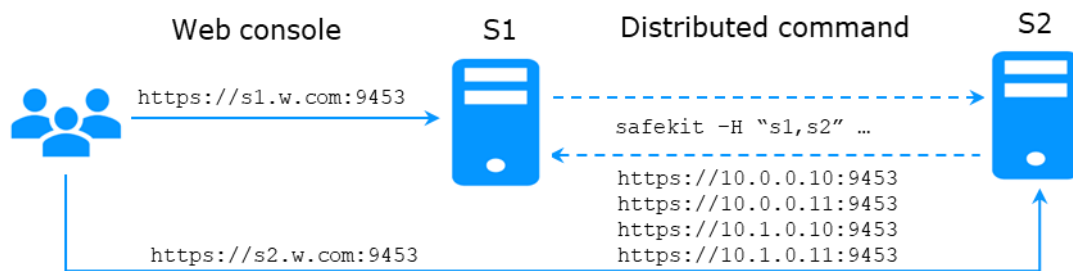 Web console
S1
Distributed command
S2
https://s1.w.com:9453
safekit –H “s1,s2” …
https://10.0.0.10:9453
https://10.0.0.11:9453
https://10.1.0.10:9453
https://10.1.0.11:9453
https://s2.w.com:9453